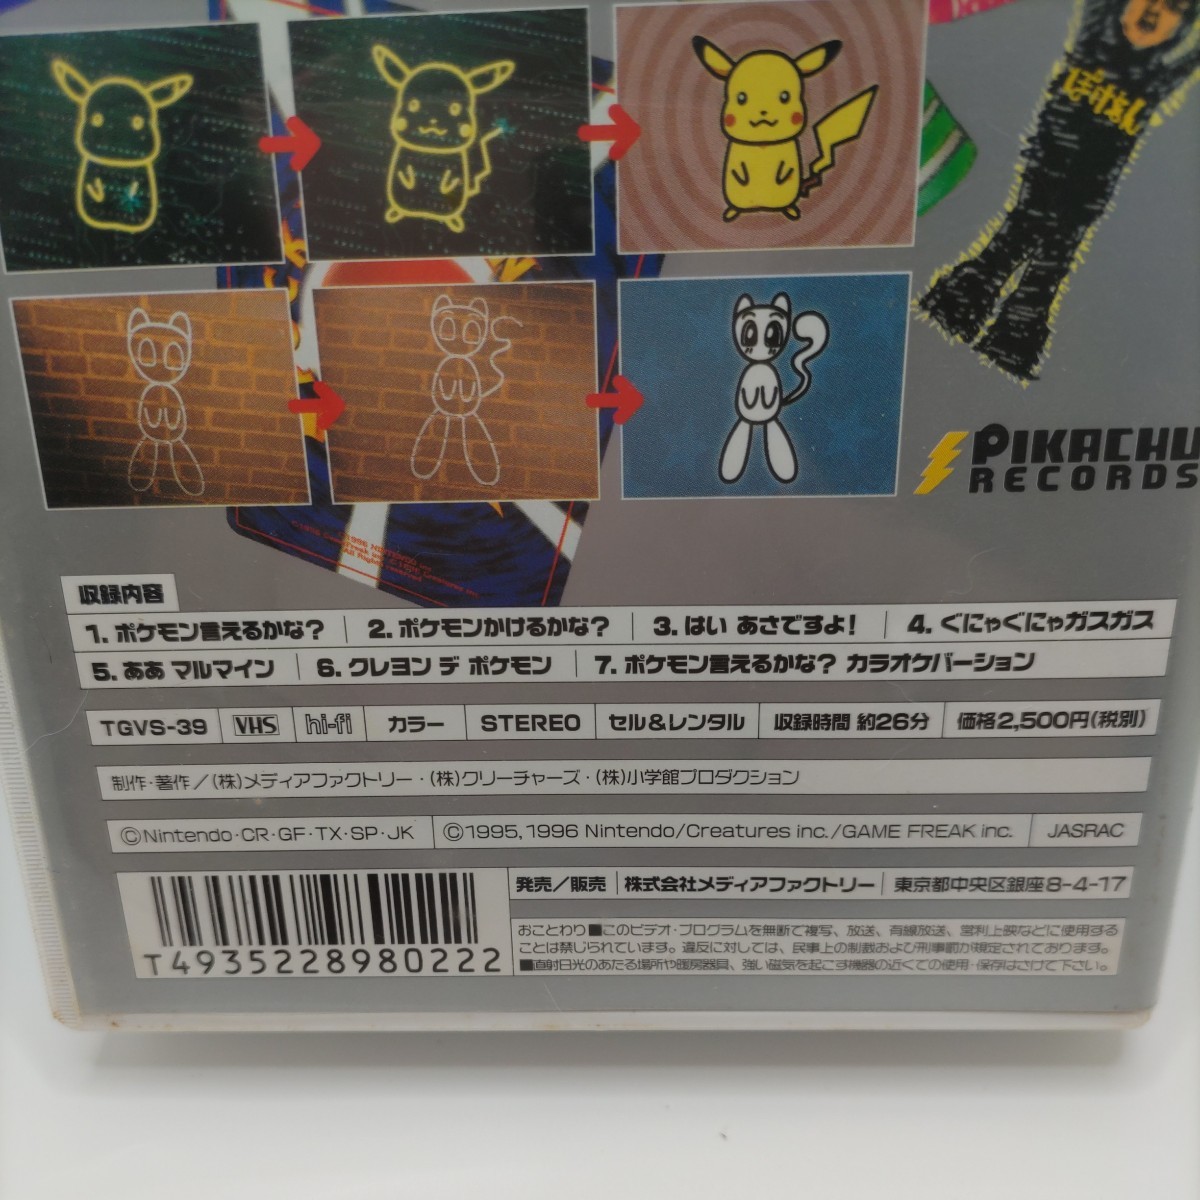 ぽけもん
PIKACHU
RECORDS
収録内容
1. ポケモン言えるかな? 2. ポケモンかけるかな? 3. はい あさですよ! 4. ぐにゃぐにゃガスガス
5. ああ マルマイン 6. クレヨン デ ポケモン 7. ポケモン言えるかな? カラオケバージョン
TGVS-39 VHS hi-fi カラー STEREO セル&レンタル 収録時間 約26分 価格2,500円(税別)
制作・著作/(株)メディアファクトリー・(株)クリーチャーズ・(株)小学館プロダクション
©Nintendo・CR・GF・TX・SP・JK ©1995,1996 Nintendo/Creatures inc./GAME FREAK inc. JASRAC
発売/販売 株式会社メディアファクトリー 東京都中央区銀座8-4-17
T4935228980222
おことわり■このビデオ・プログラムを無断で複写、放送、有線放送、営利上映などに使用する
ことは禁じられています。違反に対しては、民事上の制裁および刑事罰が規定されております。
■直射日光のあたる場所や暖房器具、強い磁気を起こす機器の近くでの使用・保存はさけて下さい。